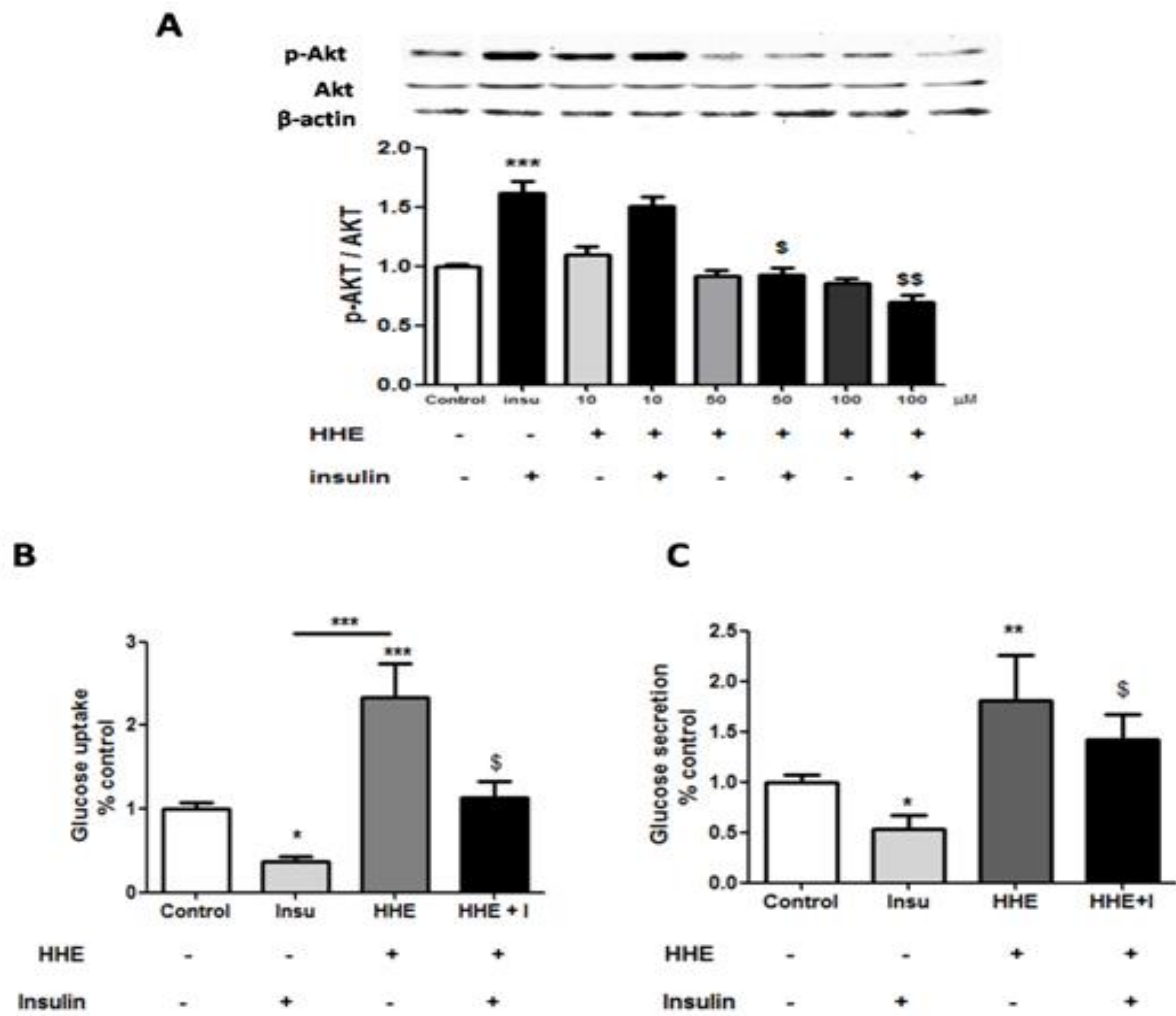 A
p-Akt
Akt
β-actin
2.0
***
1.5
$
1.0
$$
0.5
0.0
p-AKT / AKT
Control insu 10 10 50 50 100 100 µM
HHE - - + + + + + +
insulin - + - + - + - +
B
***
3
***
2
$
1
*
0
Glucose uptake
% control
Control Insu HHE HHE + I
HHE - - + +
Insulin - + - +
C
2.5
**
2.0
$
1.5
1.0
*
0.5
0.0
Glucose secretion
% control
Control Insu HHE HHE+I
HHE - - + +
Insulin - + - +